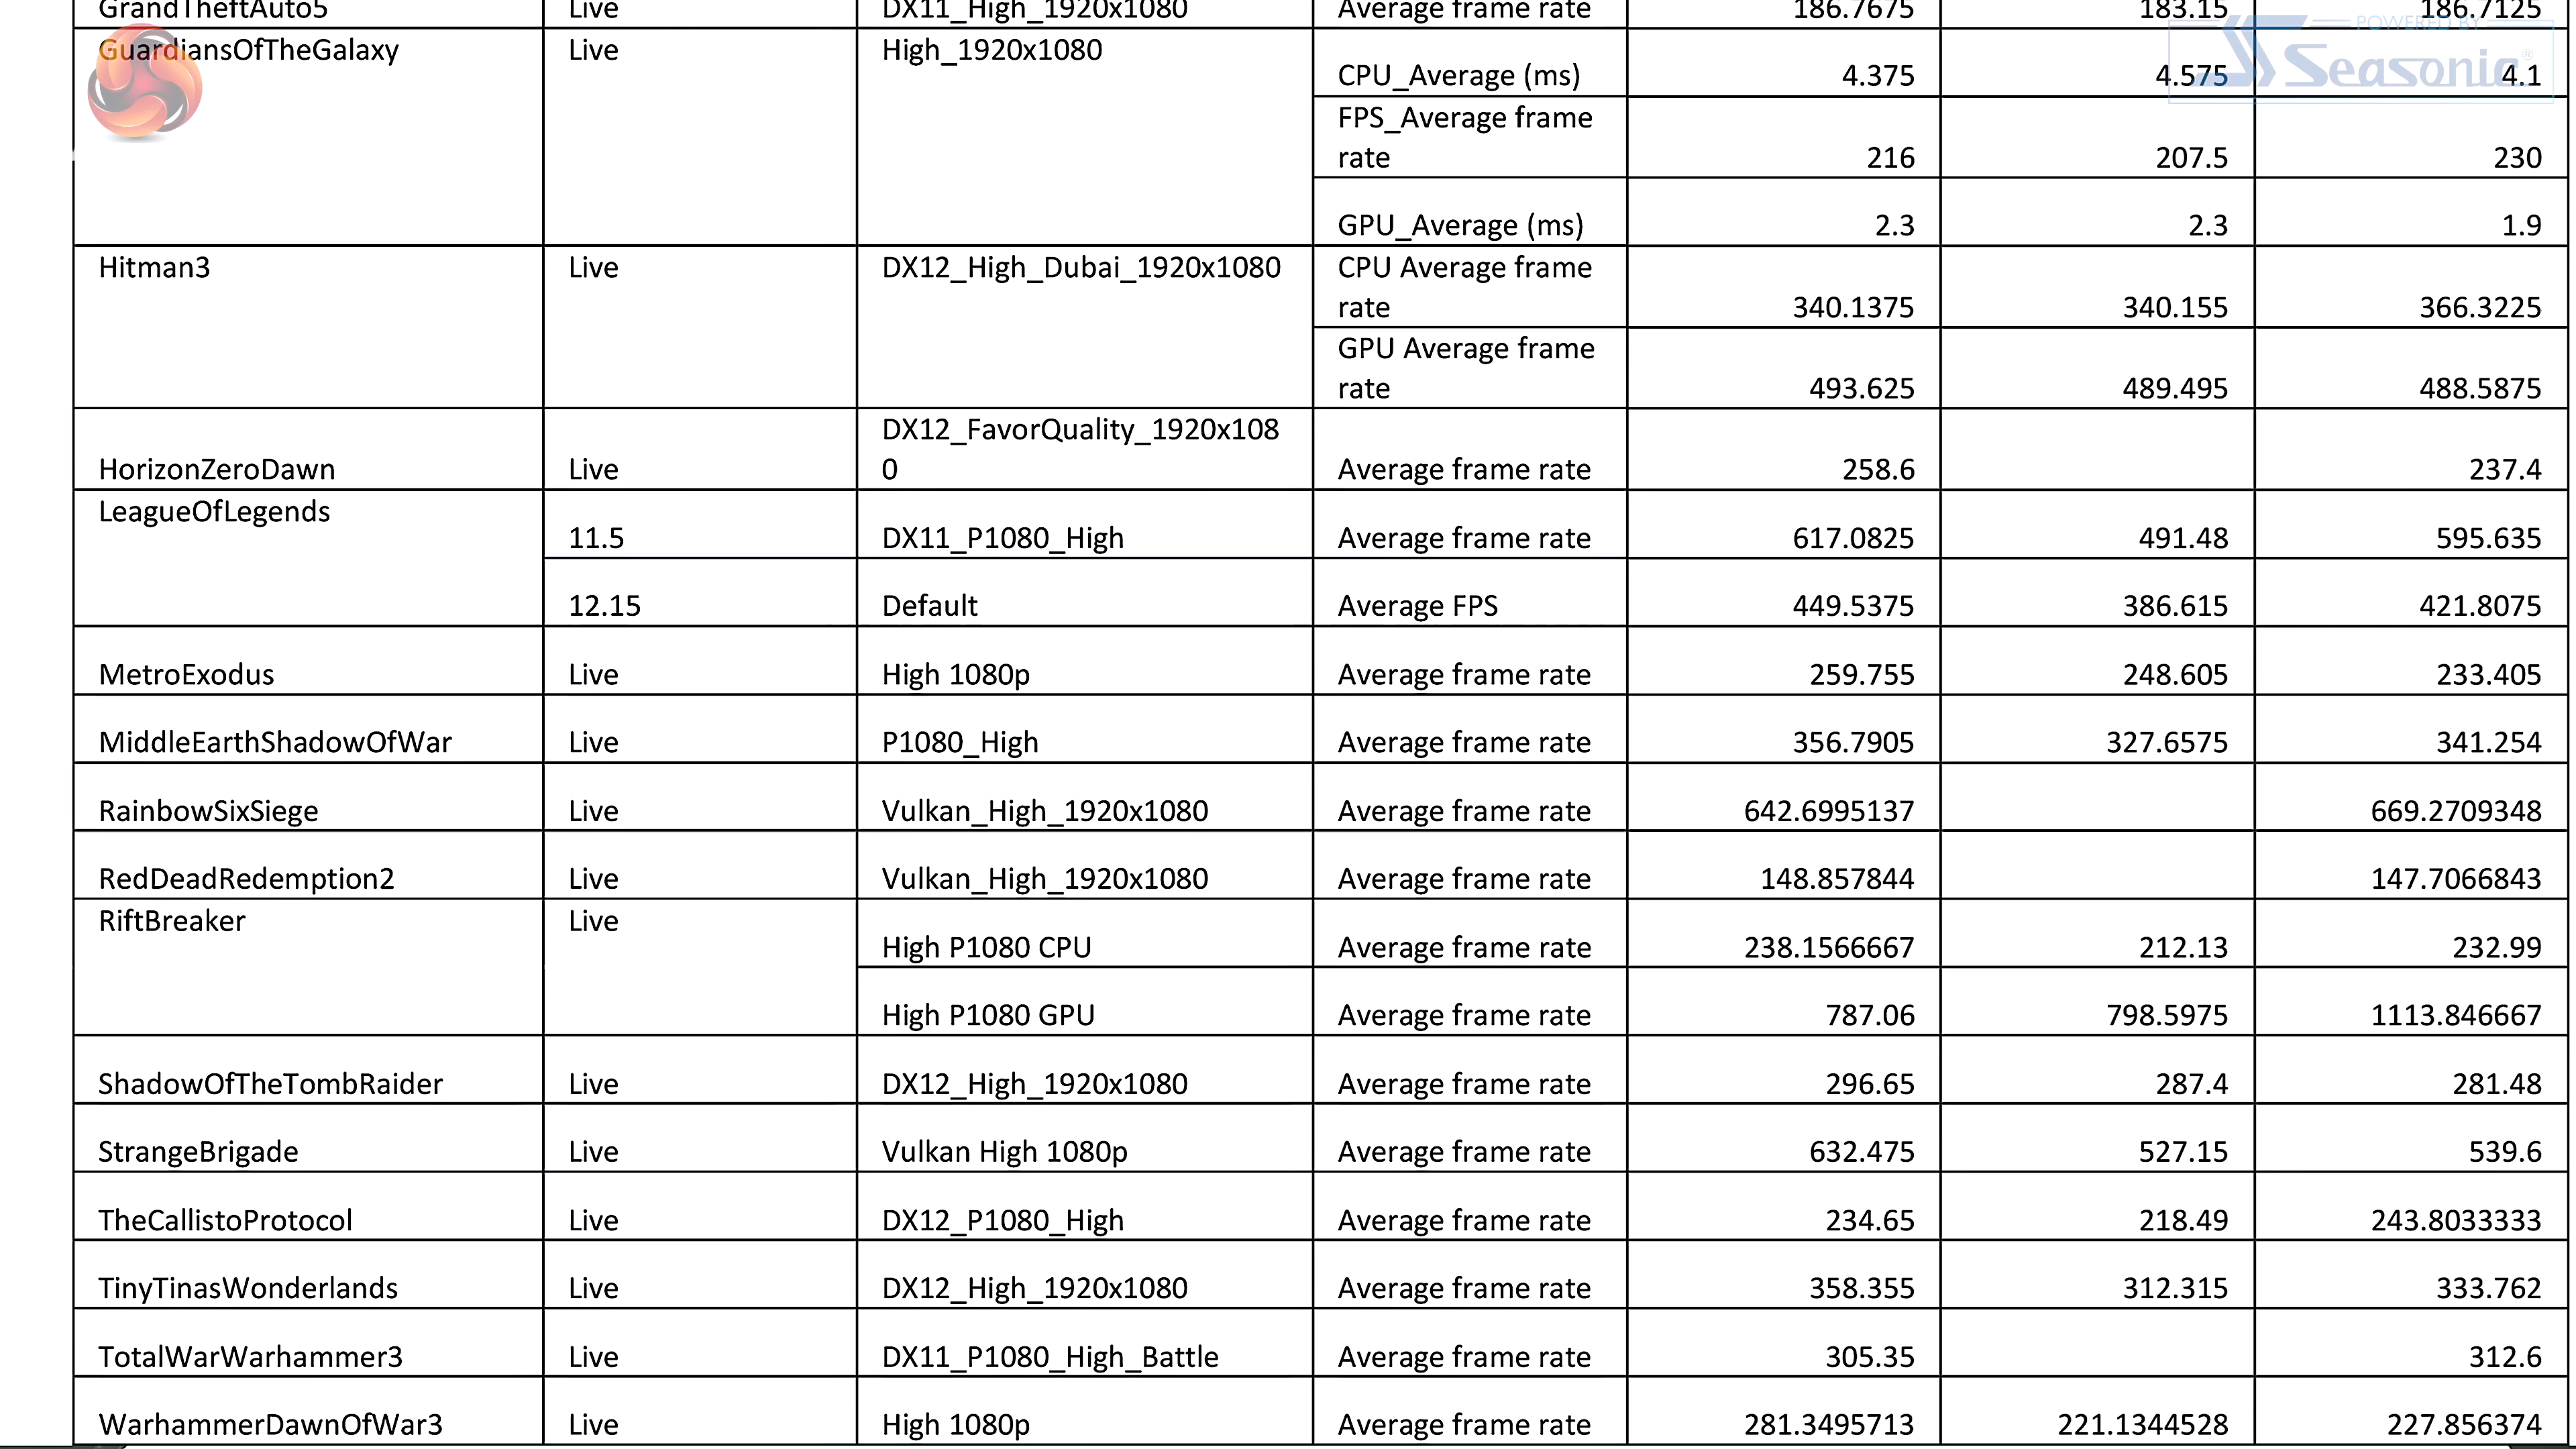 GrandTheftAuto5 Live DX11_High_1920x1080 Average frame rate 186.7675 183.15 186.7125
POWERED BY
Seasonic®
GuardiansOfTheGalaxy Live High_1920x1080
CPU_Average (ms) 4.375 4.575 4.1
FPS_Average frame
rate 216 207.5 230
GPU_Average (ms) 2.3 2.3 1.9
Hitman3 Live DX12_High_Dubai_1920x1080 CPU Average frame
rate 340.1375 340.155 366.3225
GPU Average frame
rate 493.625 489.495 488.5875
DX12_FavorQuality_1920x108
HorizonZeroDawn Live 0 Average frame rate 258.6 237.4
LeagueOfLegends
11.5 DX11_P1080_High Average frame rate 617.0825 491.48 595.635
12.15 Default Average FPS 449.5375 386.615 421.8075
MetroExodus Live High 1080p Average frame rate 259.755 248.605 233.405
MiddleEarthShadowOfWar Live P1080_High Average frame rate 356.7905 327.6575 341.254
RainbowSixSiege Live Vulkan_High_1920x1080 Average frame rate 642.6995137 669.2709348
RedDeadRedemption2 Live Vulkan_High_1920x1080 Average frame rate 148.857844 147.7066843
RiftBreaker Live
High P1080 CPU Average frame rate 238.1566667 212.13 232.99
High P1080 GPU Average frame rate 787.06 798.5975 1113.846667
ShadowOfTheTombRaider Live DX12_High_1920x1080 Average frame rate 296.65 287.4 281.48
StrangeBrigade Live Vulkan High 1080p Average frame rate 632.475 527.15 539.6
TheCallistoProtocol Live DX12_P1080_High Average frame rate 234.65 218.49 243.8033333
TinyTinasWonderlands Live DX12_High_1920x1080 Average frame rate 358.355 312.315 333.762
TotalWarWarhammer3 Live DX11_P1080_High_Battle Average frame rate 305.35 312.6
WarhammerDawnOfWar3 Live High 1080p Average frame rate 281.3495713 221.1344528 227.856374